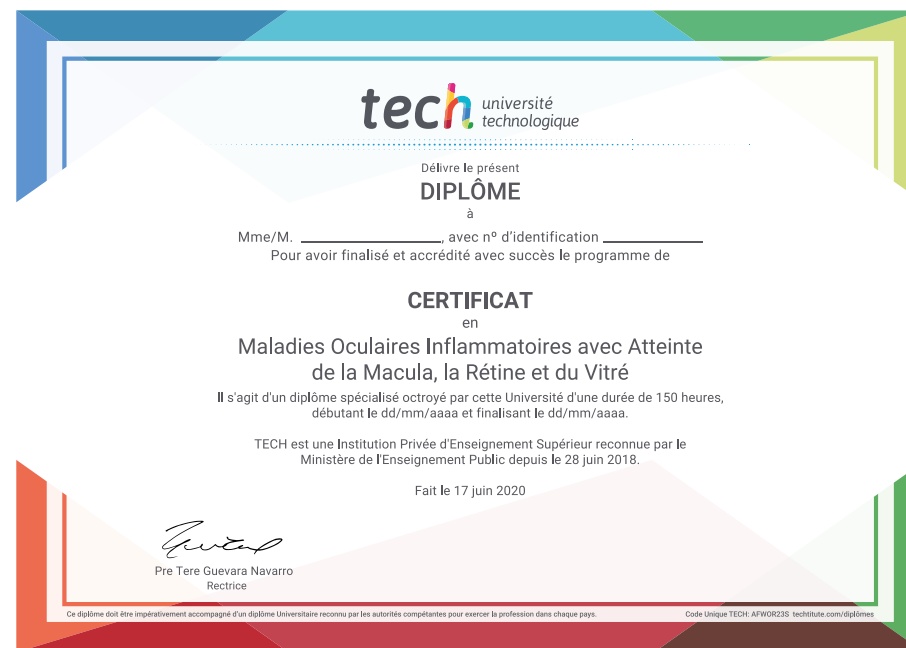 tech université
technologique
Délivre le présent
DIPLÔME
à
Mme/M. ____________________, avec nº d'identification ______________
Pour avoir finalisé et accrédité avec succès le programme de
CERTIFICAT
en
Maladies Oculaires Inflammatoires avec Atteinte
de la Macula, la Rétine et du Vitré
Il s'agit d'un diplôme spécialisé octroyé par cette Université d'une durée de 150 heures,
débutant le dd/mm/aaaa et finalisant le dd/mm/aaaa.
TECH est une Institution Privée d'Enseignement Supérieur reconnue par le
Ministère de l'Enseignement Public depuis le 28 juin 2018.
Fait le 17 juin 2020
Pre Tere Guevara Navarro
Rectrice
Ce diplôme doit être impérativement accompagné d'un diplôme Universitaire reconnu par les autorités compétantes pour exercer la profession dans chaque pays.
Code Unique TECH: AFWOR23S techtitute.com/diplômes